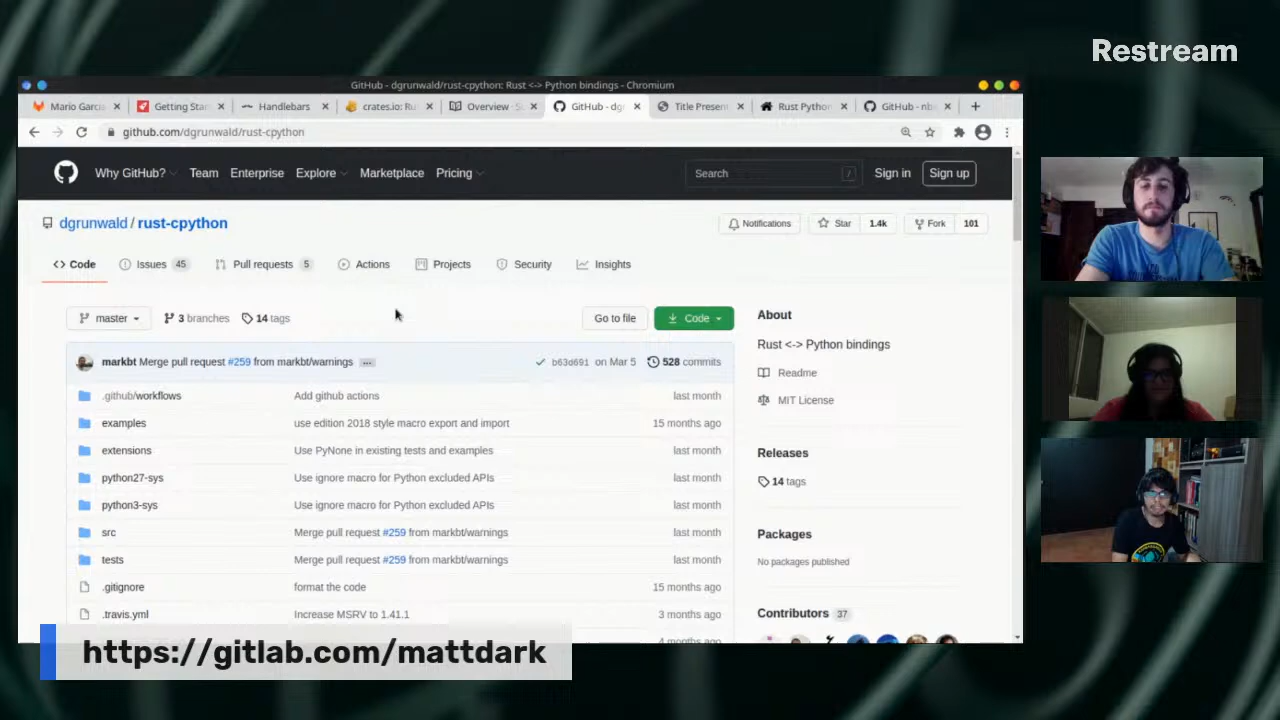 Restream
GitHub - dgrunwald/rust-cpython: Rust <-> Python bindings - Chromium
Mario Garcia
Getting Star
Handlebars
crates.io: Ru
Overview
GitHub - dgr
Title Present
Rust Python
GitHub - nb
github.com/dgrunwald/rust-cpython
Why GitHub? Team Enterprise Explore Marketplace Pricing Search / Sign in Sign up
dgrunwald / rust-cpython Notifications Star 1.4k Fork 101
Code Issues 45 Pull requests 5 Actions Projects Security Insights
master 3 branches 14 tags Go to file Code
markbt Merge pull request #259 from markbt/warnings ... b63d691 on Mar 5 528 commits
.github/workflows Add github actions last month
examples use edition 2018 style macro export and import 15 months ago
extensions Use PyNone in existing tests and examples last month
python27-sys Use ignore macro for Python excluded APIs last month
python3-sys Use ignore macro for Python excluded APIs last month
src Merge pull request #259 from markbt/warnings last month
tests Merge pull request #259 from markbt/warnings last month
.gitignore format the code 15 months ago
.travis.yml Increase MSRV to 1.41.1 3 months ago
4 months ago
About
Rust <-> Python bindings
Readme
MIT License
Releases
14 tags
Packages
No packages published
Contributors 37
https://gitlab.com/mattdark